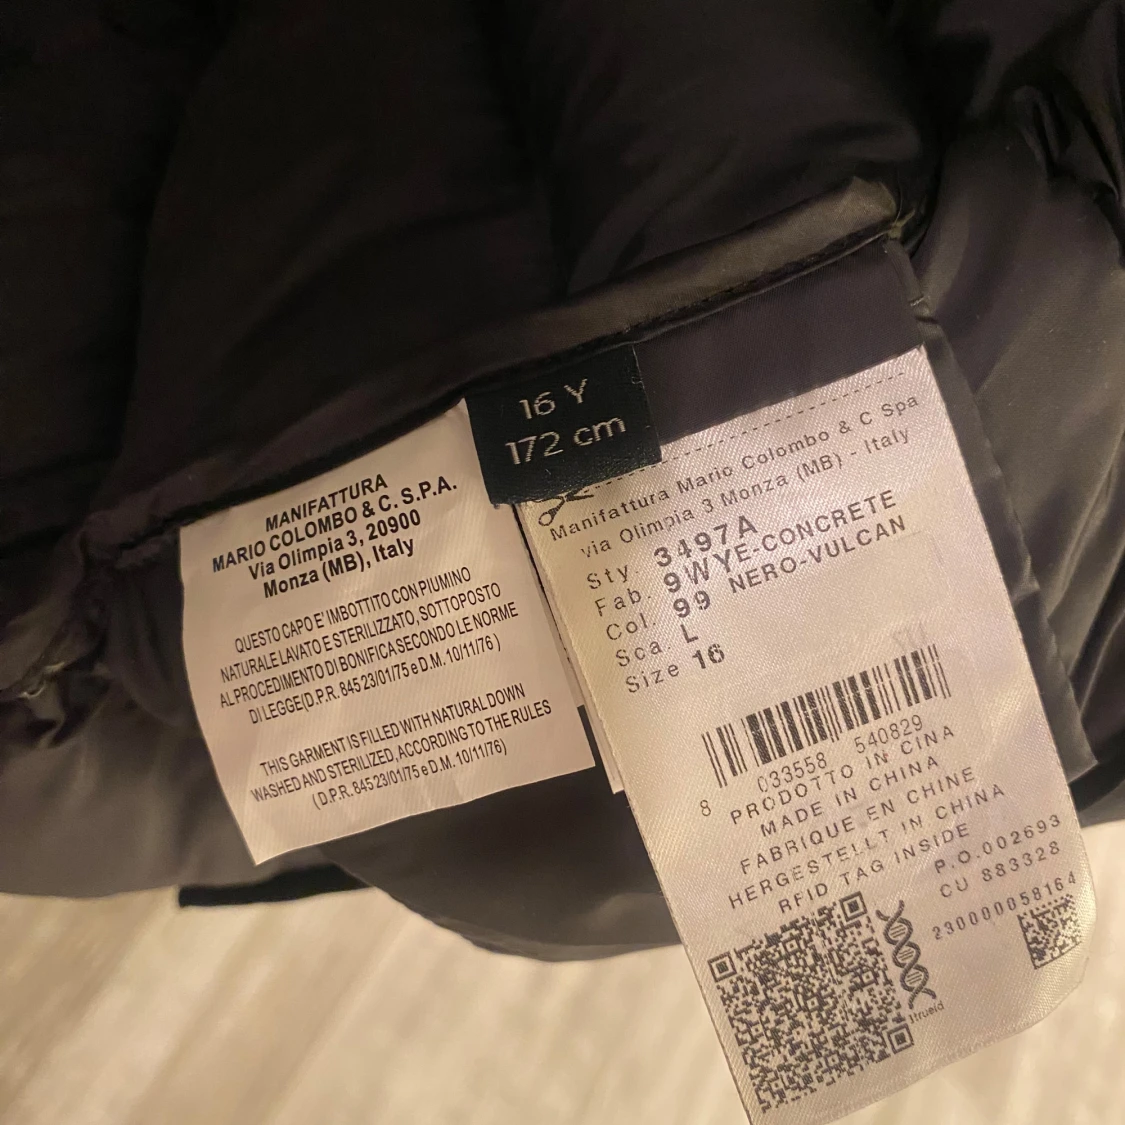 16 Y
172 cm
MANIFATTURA
MARIO COLOMBO & C. S.P.A.
Via Olimpia 3, 20900
Monza (MB), Italy
QUESTO CAPO E' IMBOTTITO CON PIUMINO
NATURALE LAVATO E STERILIZZATO, SOTTOPOSTO
AL PROCEDIMENTO DI BONIFICA SECONDO LE NORME
DI LEGGE(D.P.R. 845 23/01/75 e D.M. 10/11/76 )
THIS GARMENT IS FILLED WITH NATURAL DOWN
WASHED AND STERILIZED, ACCORDING TO THE RULES
( D.P.R. 845 23/01/75 e D.M. 10/11/76)
Manifattura Mario Colombo & C Spa
via Olimpia 3 Monza (MB) - Italy
Sty. 3497A
Fab. 9WYE-CONCRETE
Col. 99 NERO-VULCAN
Sca L
Size 16
8 033558 540829
PRODOTTO IN CINA
MADE IN CHINA
FABRIQUE EN CHINE
HERGESTELLT IN CHINA
RFID TAG INSIDE
P.O.002693
CU 883328
230000058164
1trueid